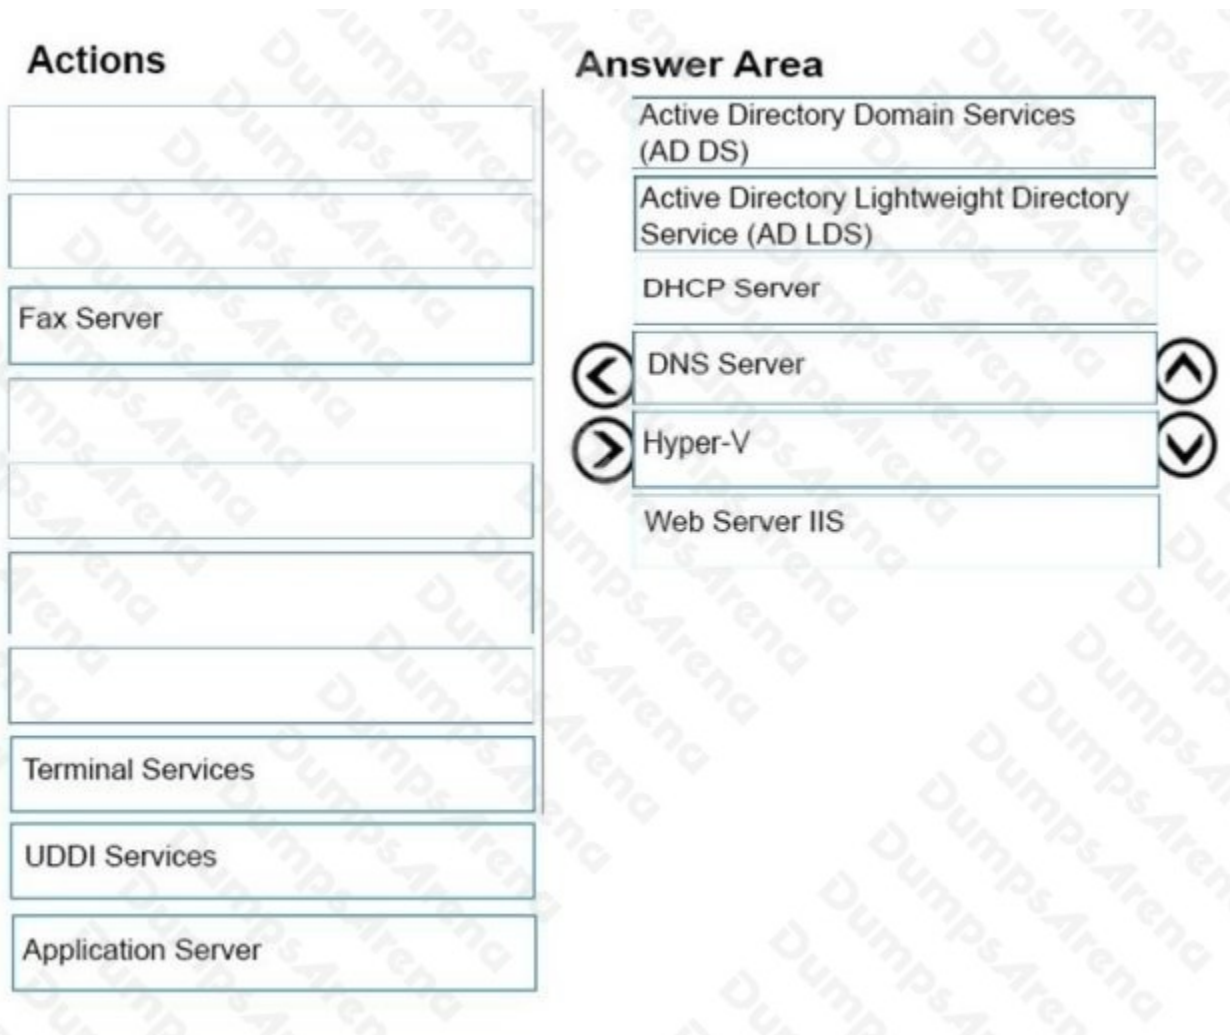 Actions
Answer Area
Active Directory Domain Services
(AD DS)
Active Directory Lightweight Directory
Service (AD LDS)
DHCP Server
Fax Server
DNS Server
Hyper-V
Web Server IIS
Terminal Services
UDDI Services
Application Server
DumpsArena